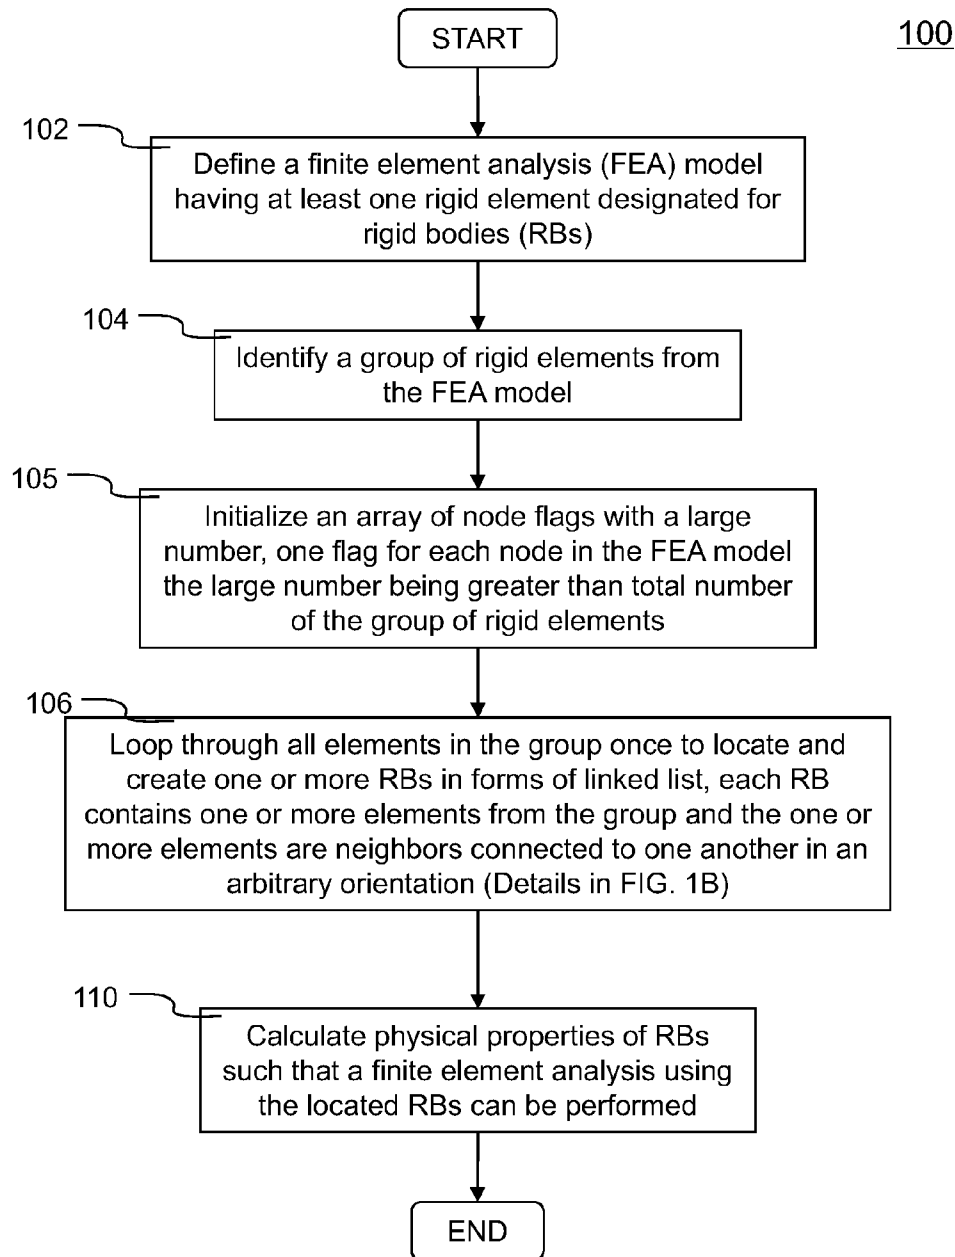 START
100
102
Define a finite element analysis (FEA) model
having at least one rigid element designated for
rigid bodies (RBs)
104
Identify a group of rigid elements from
the FEA model
105
Initialize an array of node flags with a large
number, one flag for each node in the FEA model
the large number being greater than total number
of the group of rigid elements
106
Loop through all elements in the group once to locate and
create one or more RBs in forms of linked list, each RB
contains one or more elements from the group and the one or
more elements are neighbors connected to one another in an
arbitrary orientation (Details in FIG. 1B)
110
Calculate physical properties of RBs
such that a finite element analysis using
the located RBs can be performed
END